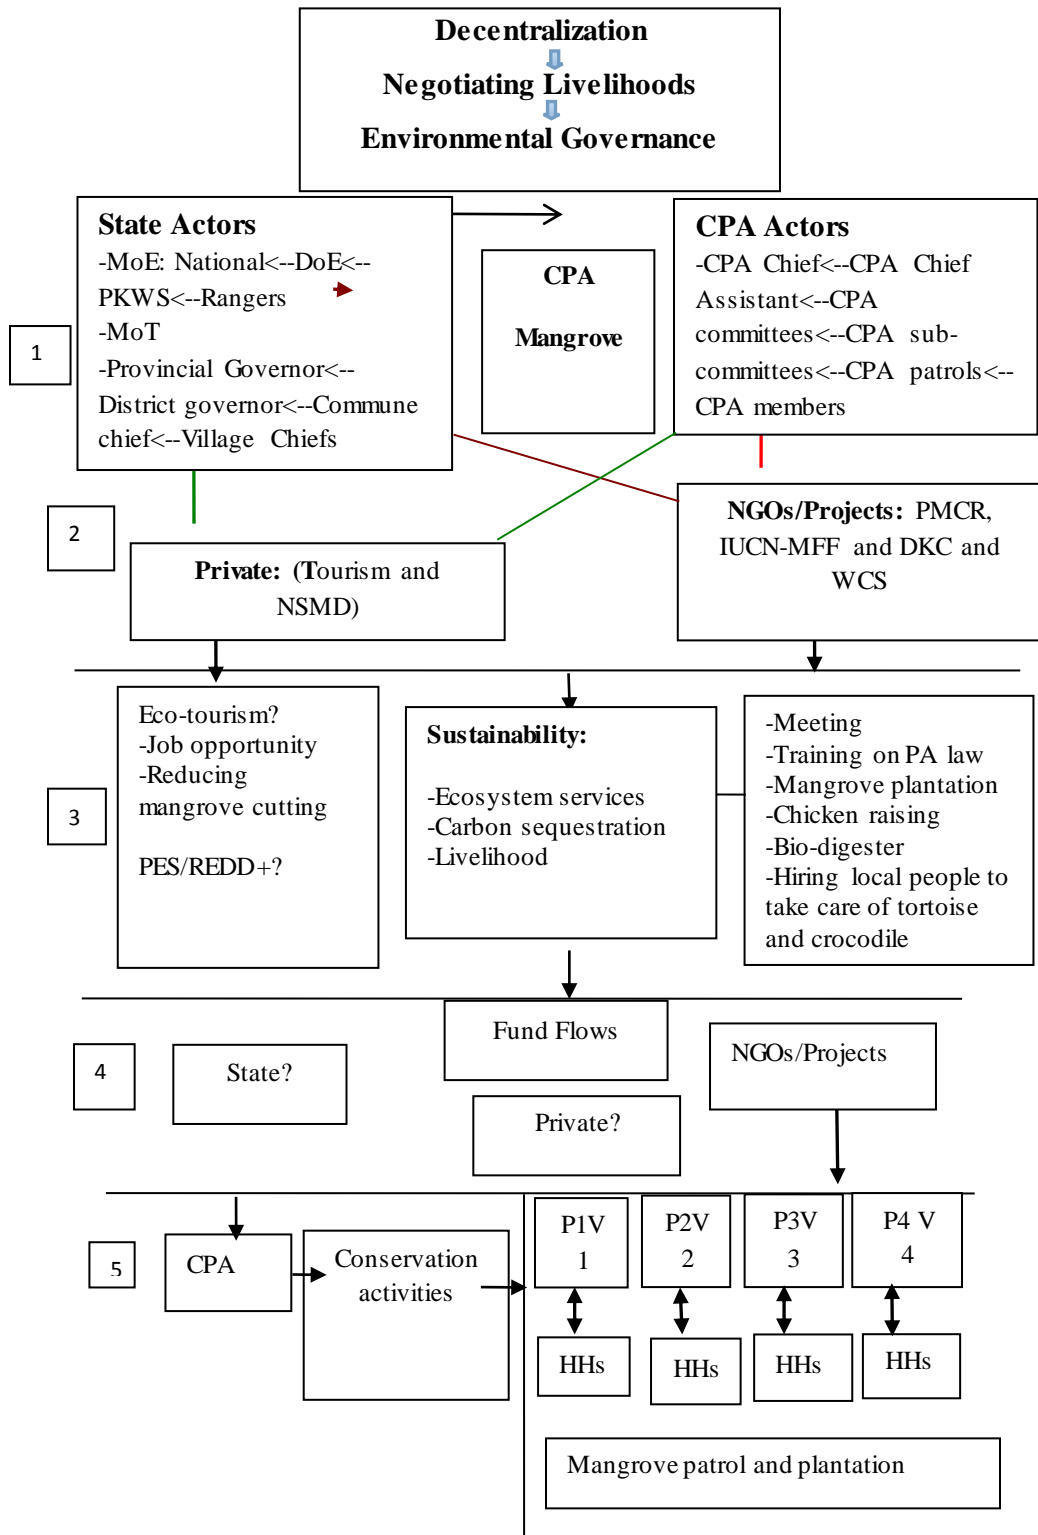 Decentralization
Negotiating Livelihoods
Environmental Governance
State Actors
-MoE: National<--DoE<--
PKWS<--Rangers
-MoT
-Provincial Governor<--
District governor<--Commune
chief<--Village Chiefs
CPA
Mangrove
CPA Actors
-CPA Chief<--CPA Chief
Assistant<--CPA
committees<--CPA sub-
committees<--CPA patrols<--
CPA members
1
2
Private: (Tourism and
NSMD)
NGOs/Projects: PMCR,
IUCN-MFF and DKC and
WCS
3
Eco-tourism?
-Job opportunity
-Reducing
mangrove cutting
PES/REDD+?
Sustainability:
-Ecosystem services
-Carbon sequestration
-Livelihood
-Meeting
-Training on PA law
-Mangrove plantation
-Chicken raising
-Bio-digester
-Hiring local people to
take care of tortoise
and crocodile
4
State?
Fund Flows
Private?
NGOs/Projects
5
CPA
Conservation
activities
P1V
1
P2V
2
P3V
3
P4 V
4
HHs
HHs
HHs
HHs
Mangrove patrol and plantation